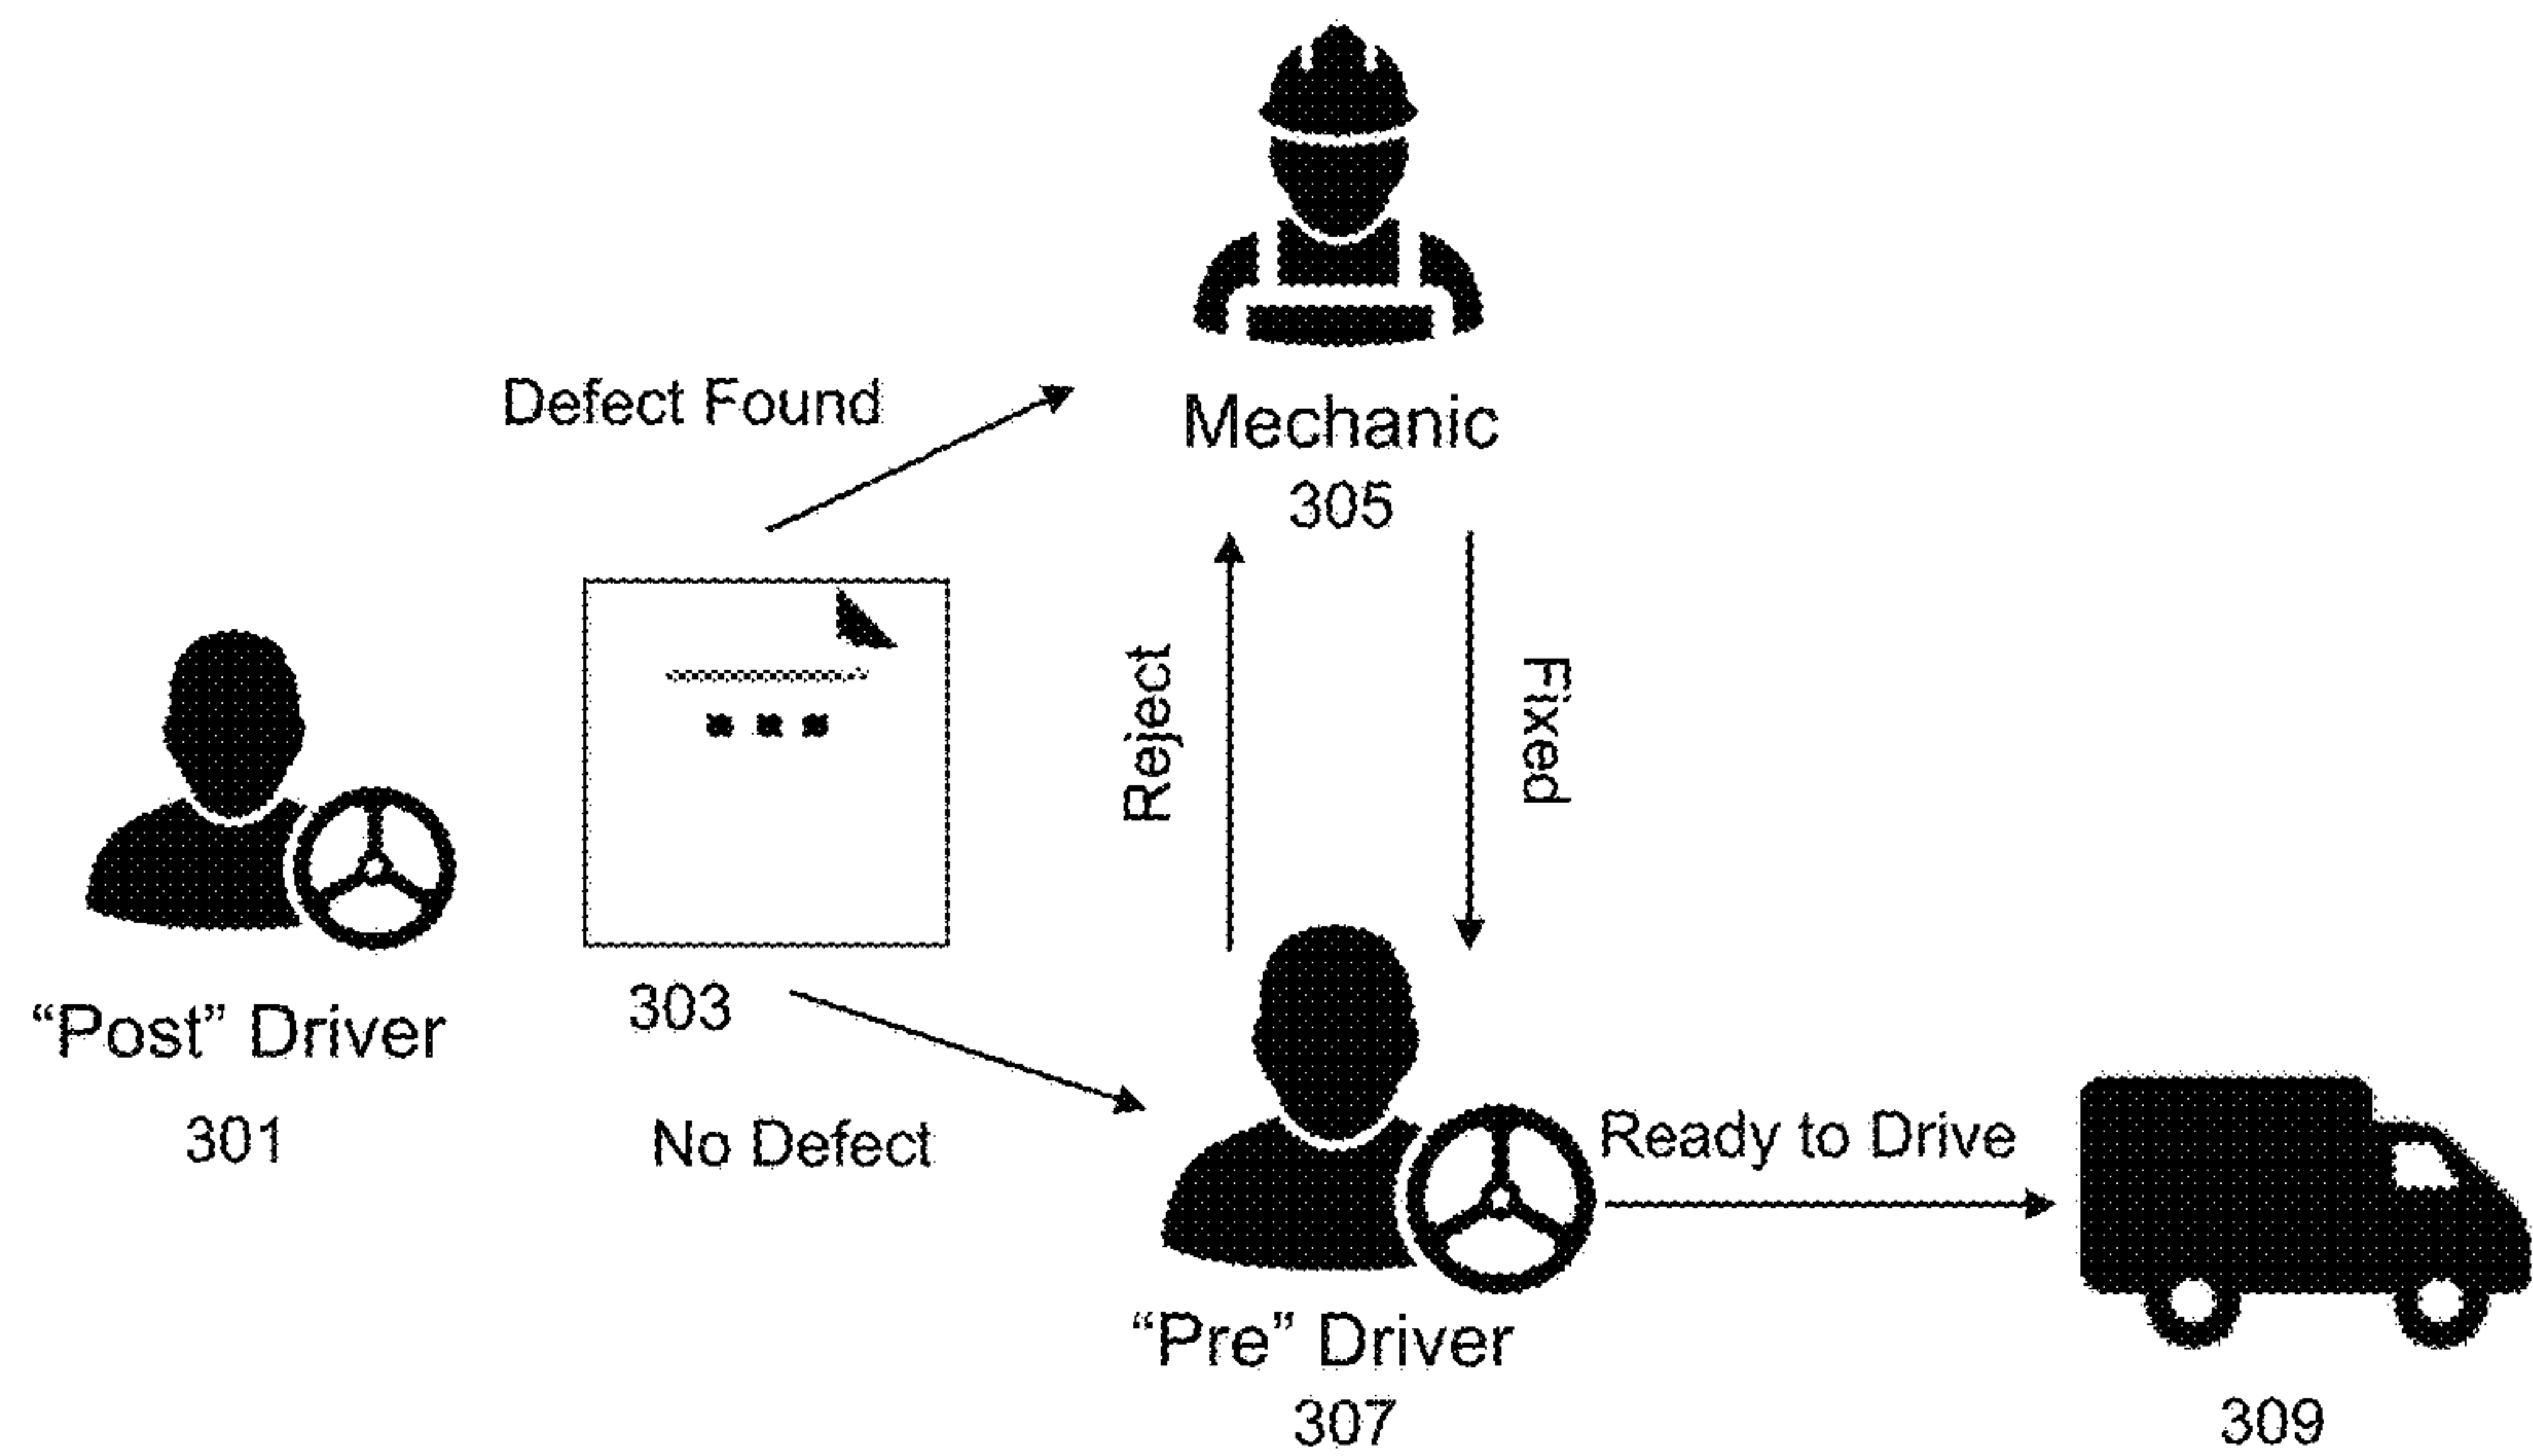 Defect Found
Mechanic
305
Reject
Fixed
303
“Post” Driver
301
No Defect
Ready to Drive
“Pre” Driver
307
309